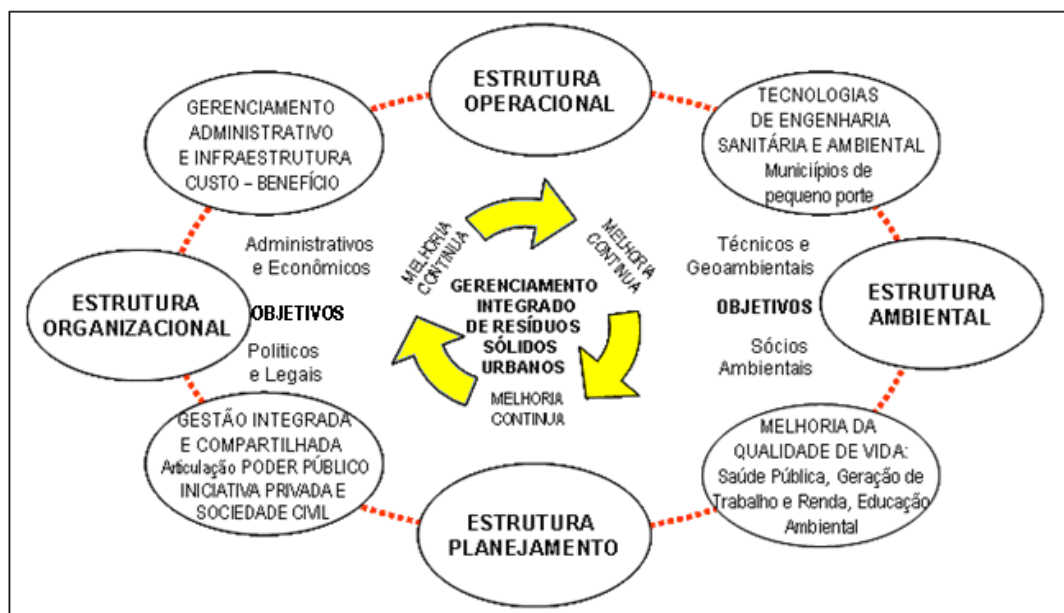 ESTRUTURA
OPERACIONAL
GERENCIAMENTO
ADMINISTRATIVO
E INFRAESTRUTURA
CUSTO – BENEFÍCIO
TECNOLOGIAS
DE ENGENHARIA
SANITÁRIA E AMBIENTAL
Municiípios de
pequeno porte
Administrativos
e Econômicos
MELHORIA
CONTINUA
MELHORIA
CONTINUA
Técnicos e
Geoambientais
ESTRUTURA
ORGANIZACIONAL
OBJETIVOS
GERENCIAMENTO
INTEGRADO
DE RESÍDUOS
SÓLIDOS
URBANOS
OBJETIVOS
ESTRUTURA
AMBIENTAL
Politicos
e Legais
MELHORIA
CONTINUA
Sócios
Ambientais
GESTÃO INTEGRADA
E COMPARTILHADA
Articulação PODER PÚBLICO
INICIATIVA PRIVADA E
SOCIEDADE CIVIL
MELHORIA DA
QUALIDADE DE VIDA:
Saúde Pública, Geração de
Trabalho e Renda, Educação
Ambiental
ESTRUTURA
PLANEJAMENTO